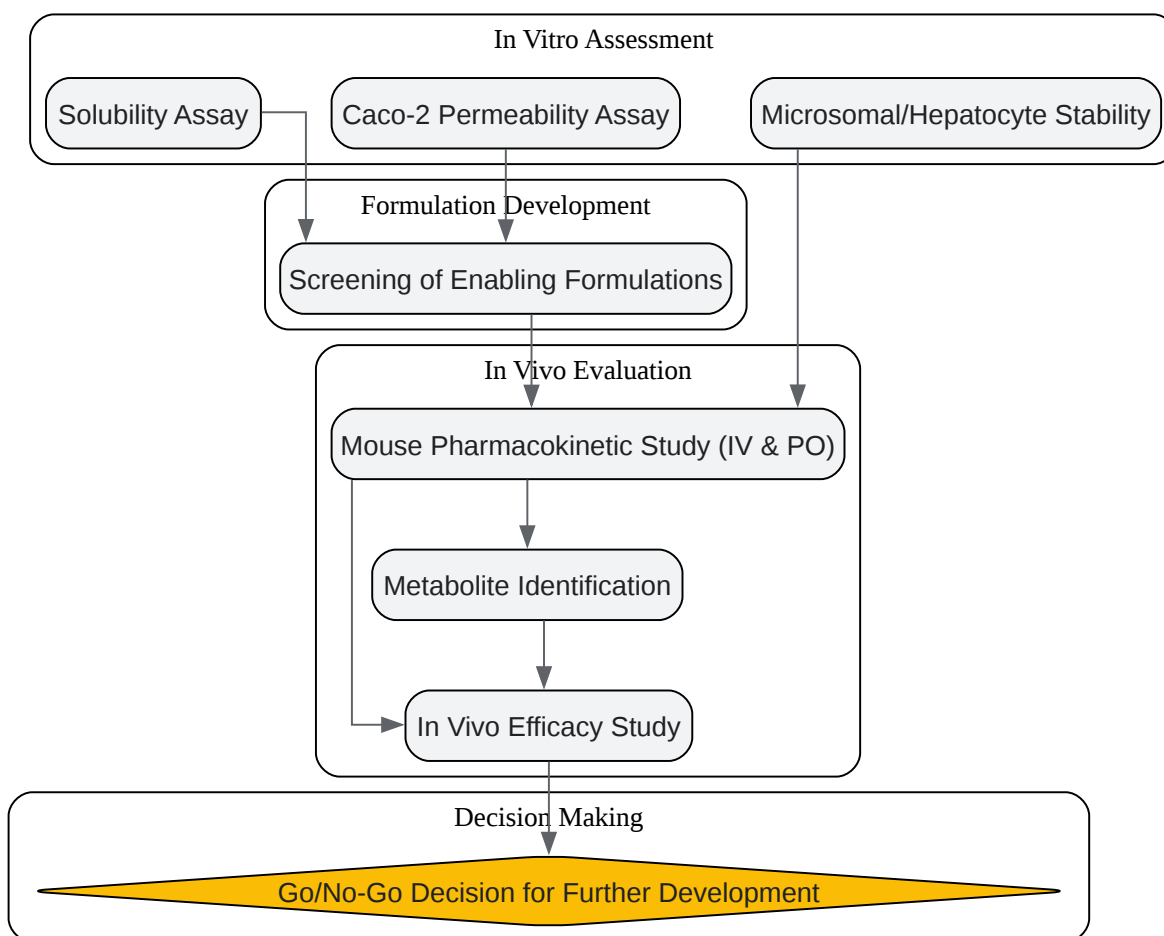 In Vitro Assessment
Solubility Assay
Caco-2 Permeability Assay
Microsomal/Hepatocyte Stability
Formulation Development
Screening of Enabling Formulations
In Vivo Evaluation
Mouse Pharmacokinetic Study (IV & PO)
Metabolite Identification
In Vivo Efficacy Study
Decision Making
Go/No-Go Decision for Further Development